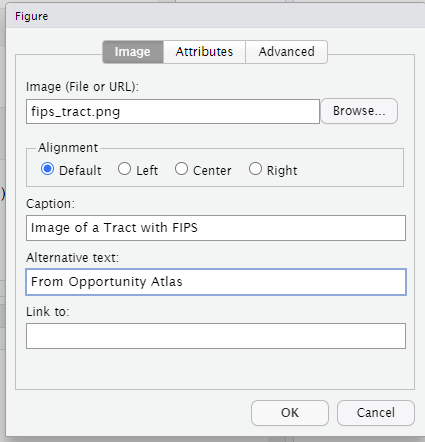 Figure
Image Attributes Advanced
Image (File or URL):
fips_tract.png Browse...
Alignment
Default Left Center Right
Caption:
Image of a Tract with FIPS
Alternative text:
From Opportunity Atlas
Link to:
OK Cancel